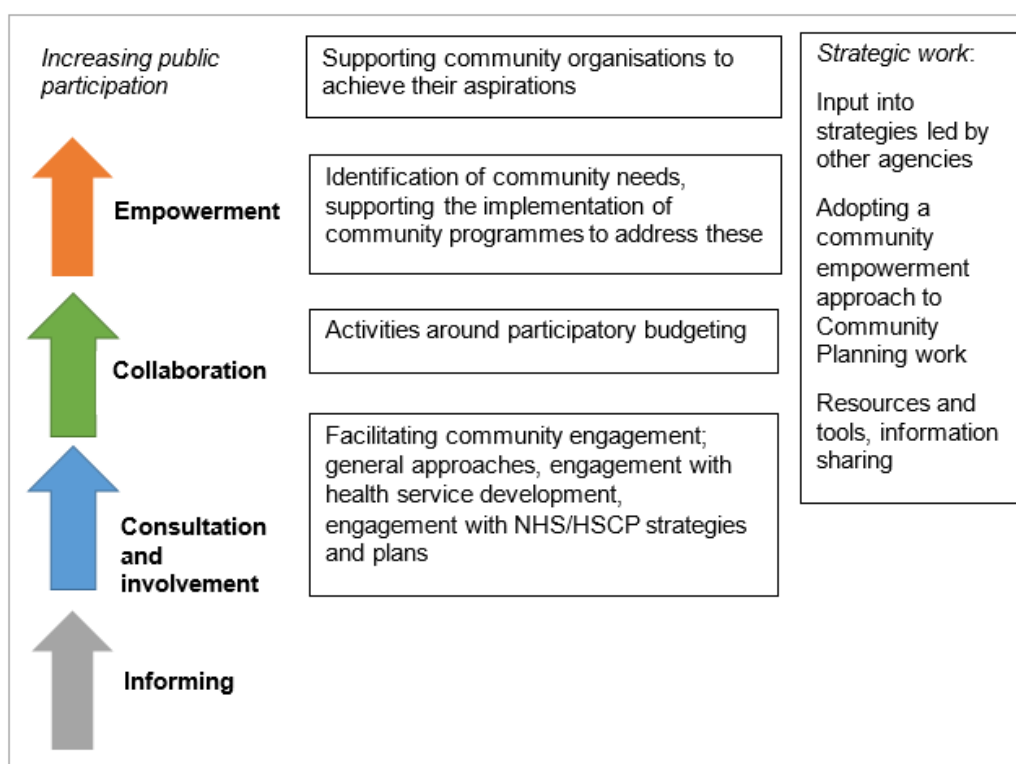 Increasing public
participation
Supporting community organisations to
achieve their aspirations
Empowerment
Identification of community needs,
supporting the implementation of
community programmes to address these
Collaboration
Activities around participatory budgeting
Consultation
and
involvement
Facilitating community engagement;
general approaches, engagement with
health service development,
engagement with NHS/HSCP strategies
and plans
Informing
Strategic work:
Input into
strategies led by
other agencies
Adopting a
community
empowerment
approach to
Community
Planning work
Resources and
tools, information
sharing